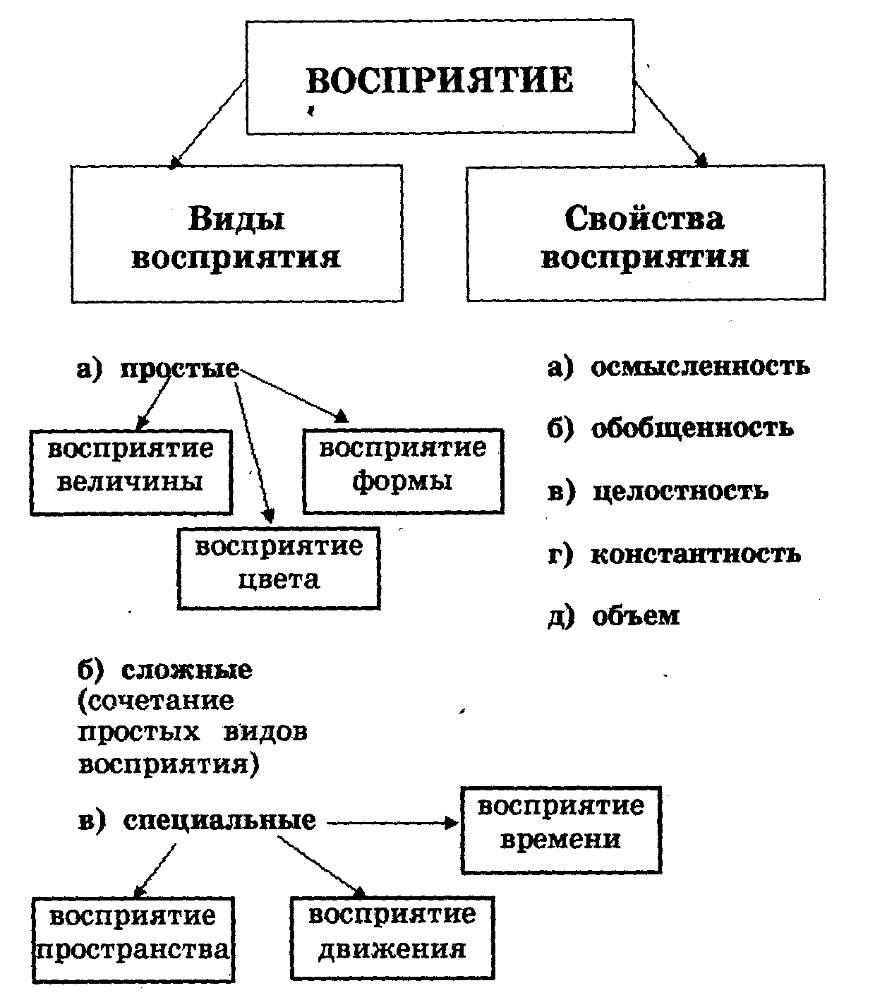 ВОСПРИЯТИЕ
Виды
восприятия
Свойства
восприятия
а) простые
восприятие
величины
восприятие
формы
восприятие
цвета
б) сложные
(сочетание
простых видов
восприятия)
в) специальные
восприятие
времени
восприятие
пространства
восприятие
движения
а) осмысленность
б) обобщенность
в) целостность
г) константность
д) объем